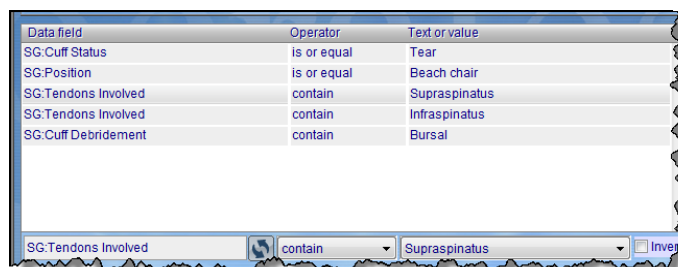 Data field Operator Text or value
SG:Cuff Status is or equal Tear
SG:Position is or equal Beach chair
SG:Tendons Involved contain Supraspinatus
SG:Tendons Involved contain Infraspinatus
SG:Cuff Debridement contain Bursal
SG:Tendons Involved contain Supraspinatus Inver